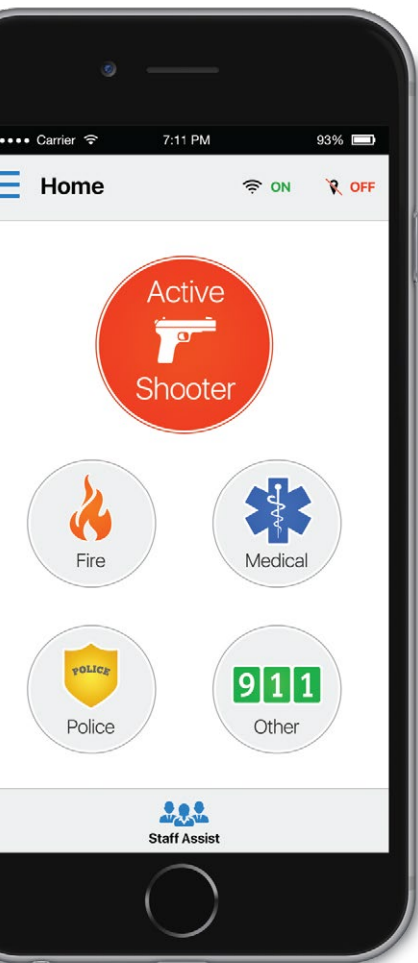 Carrier 7:11 PM 93%
Home ON OFF
Active
Shooter
Fire Medical
POLICE 911
Police Other
Staff Assist